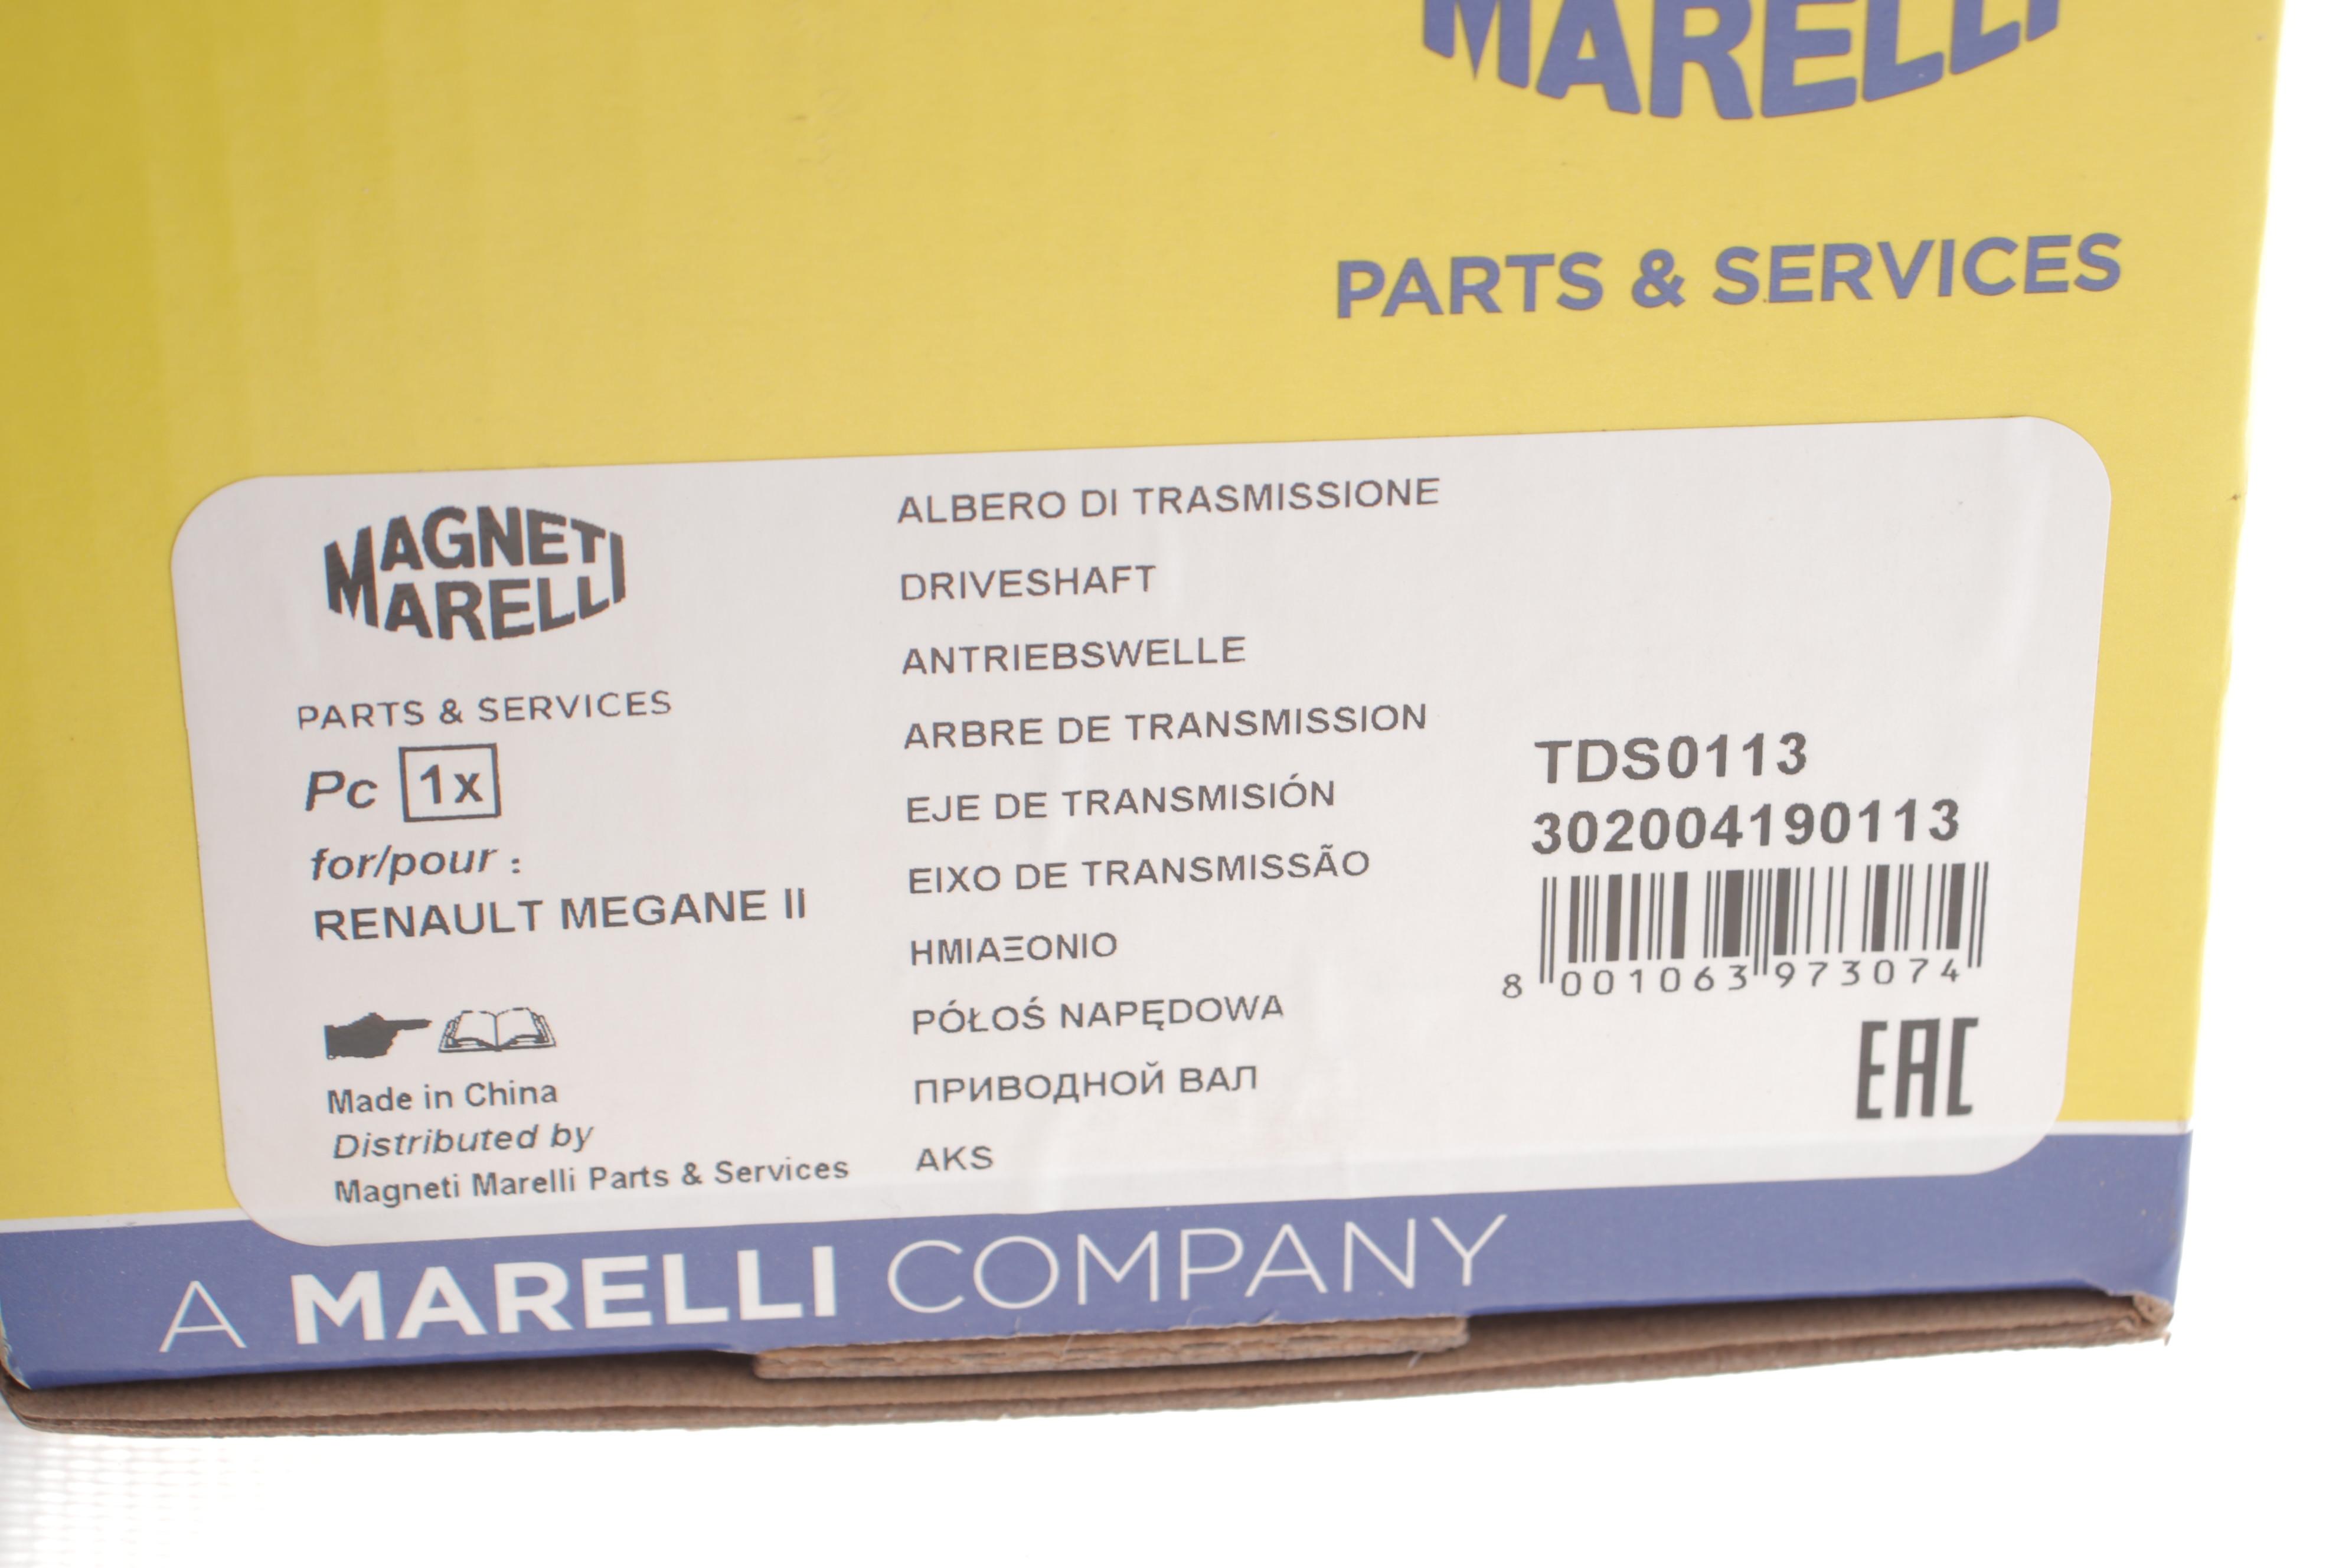 MARELLI
PARTS & SERVICES
MAGNETI
MARELLI
PARTS & SERVICES
Pc 1x
for/pour :
RENAULT MEGANE II
Made in China
Distributed by
Magneti Marelli Parts & Services
ALBERO DI TRASMISSIONE
DRIVESHAFT
ANTRIEBSWELLE
ARBRE DE TRANSMISSION
EJE DE TRANSMISIÓN
EIXO DE TRANSMISSÃO
ΗΜΙΑΞΟΝΙΟ
PÓŁOŚ NAPĘDOWA
ПРИВОДНОЙ ВАЛ
AKS
TDS0113
302004190113
8 001063 973074
EAC
A MARELLI COMPANY